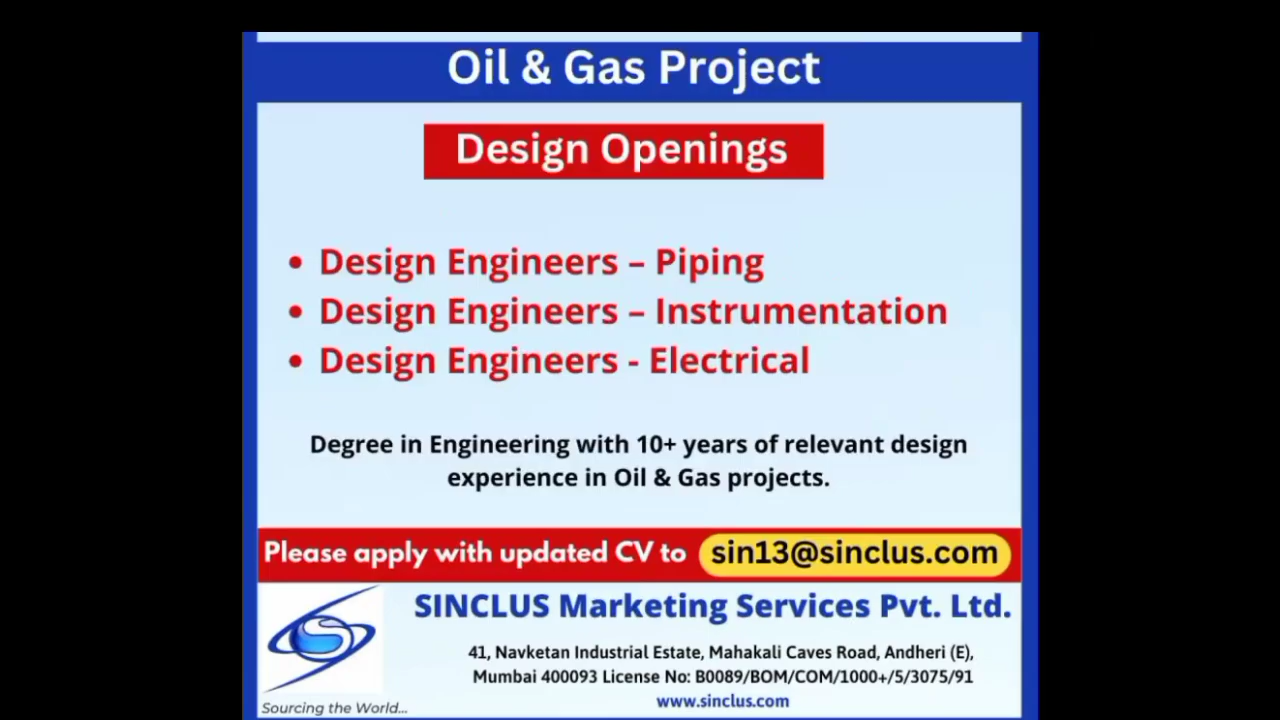 Oil & Gas Project
Design Openings
• Design Engineers – Piping
• Design Engineers – Instrumentation
• Design Engineers - Electrical
Degree in Engineering with 10+ years of relevant design
experience in Oil & Gas projects.
Please apply with updated CV to sin13@sinclus.com
SINCLUS Marketing Services Pvt. Ltd.
41, Navketan Industrial Estate, Mahakali Caves Road, Andheri (E),
Mumbai 400093 License No: B0089/BOM/COM/1000+/5/3075/91
www.sinclus.com
Sourcing the World...